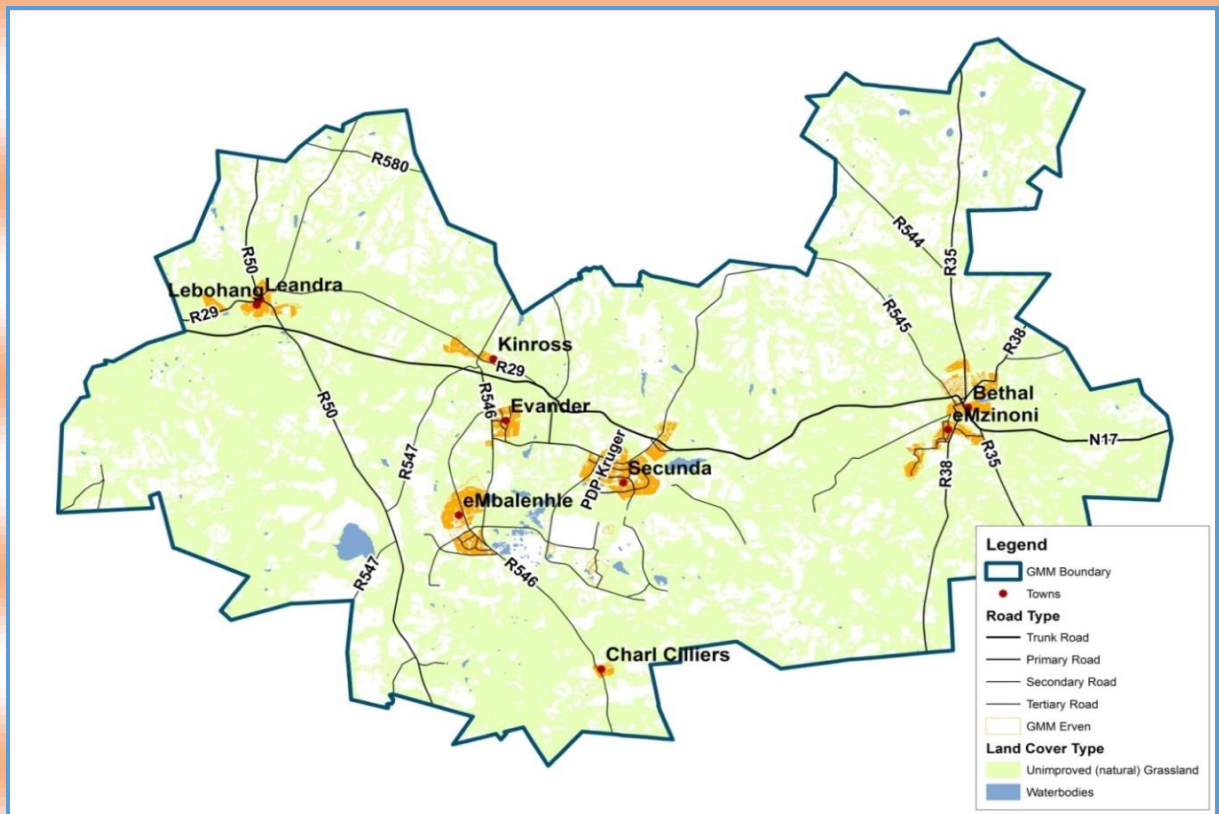 R580
R544
R35
R50
Lebohang
Leandra
R29
R545
R38
Kinross
R29
R546
Evander
Bethal
eMzinoni
N17
R50
R547
PDP Kruger
Secunda
R38
R35
eMbalenhle
R547
R546
Charl Cilliers
Legend
GMM Boundary
Towns
Road Type
Trunk Road
Primary Road
Secondary Road
Tertiary Road
GMM Erven
Land Cover Type
Unimproved (natural) Grassland
Waterbodies